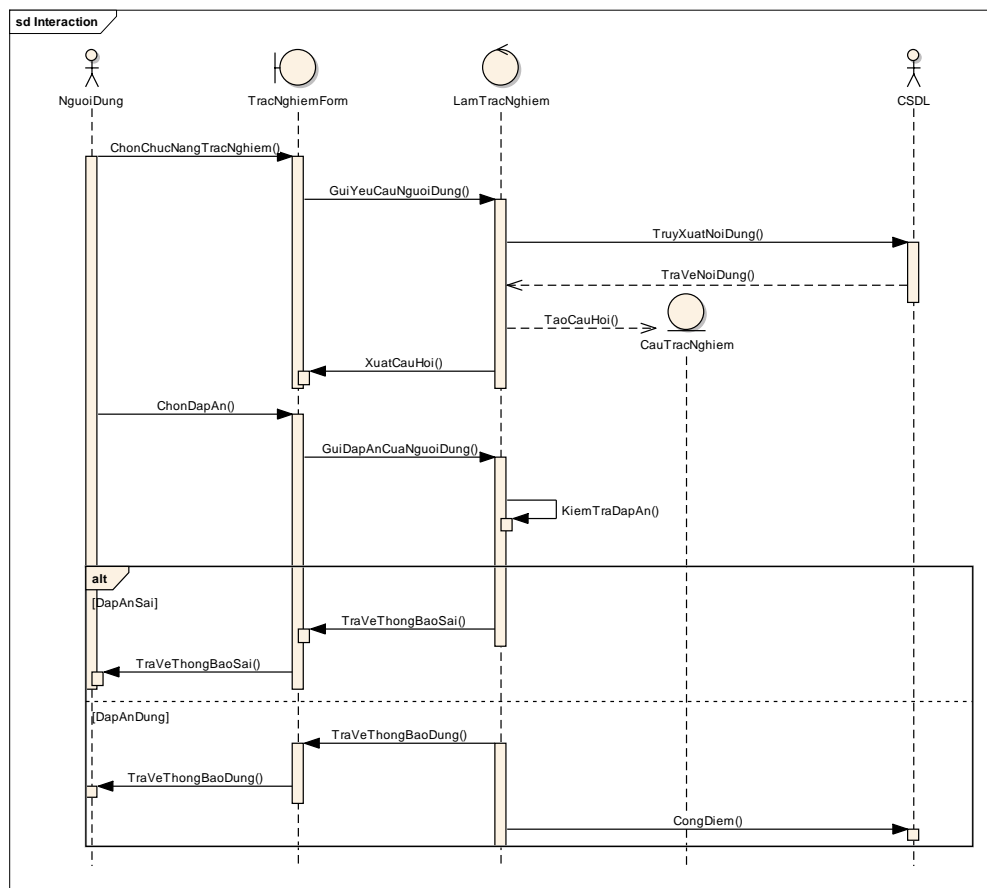 sd Interaction
NguoiDung
TracNghiemForm
LamTracNghiem
CSDL
ChonChucNangTracNghiem()
GuiYeuCauNguoiDung()
TruyXuatNoiDung()
TraVeNoiDung()
TaoCauHoi()
CauTracNghiem
XuatCauHoi()
ChonDapAn()
GuiDapAnCuaNguoiDung()
KiemTraDapAn()
alt
[DapAnSai]
TraVeThongBaoSai()
TraVeThongBaoSai()
[DapAnDung]
TraVeThongBaoDung()
TraVeThongBaoDung()
CongDiem()